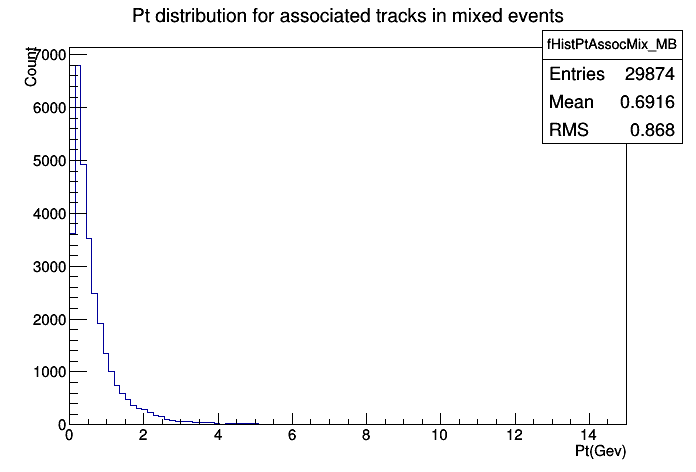 Pt distribution for associated tracks in mixed events
fHistPtAssocMix_MB
Entries 29874
Mean 0.6916
RMS 0.868
Count
7000
6000
5000
4000
3000
2000
1000
0
0 2 4 6 8 10 12 14
Pt(Gev)